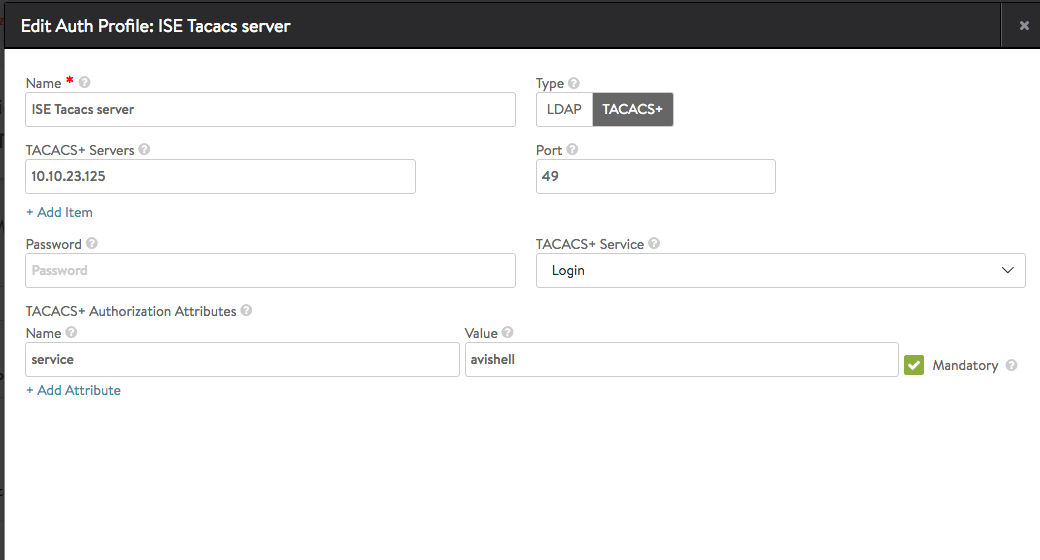 Edit Auth Profile: ISE Tacacs server ×
Name * ? Type ?
ISE Tacacs server LDAP TACACS+
TACACS+ Servers ? Port ?
10.10.23.125 49
+ Add Item
Password ? TACACS+ Service ?
Password Login
TACACS+ Authorization Attributes ?
Name ? Value ?
service avishell Mandatory ?
+ Add Attribute